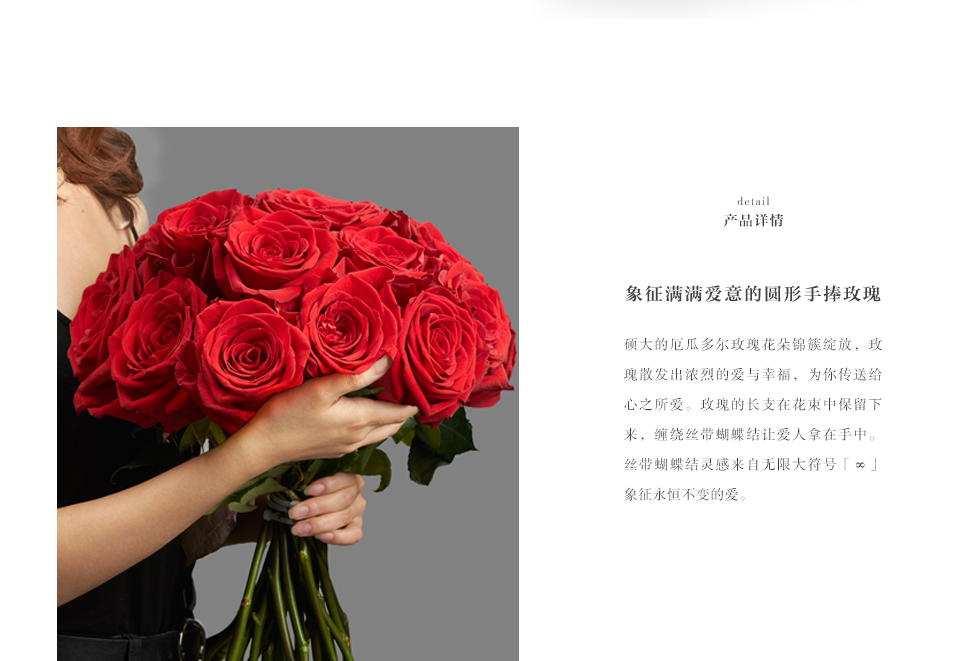 detail
产品详情
象征满满爱意的圆形手捧玫瑰
硕大的厄瓜多尔玫瑰花朵锦簇绽放，玫
瑰散发出浓烈的爱与幸福，为你传送给
心之所爱。玫瑰的长支在花束中保留下
来，缠绕丝带蝴蝶结让爱人拿在手中。
丝带蝴蝶结灵感来自无限大符号「∞」
象征永恒不变的爱。